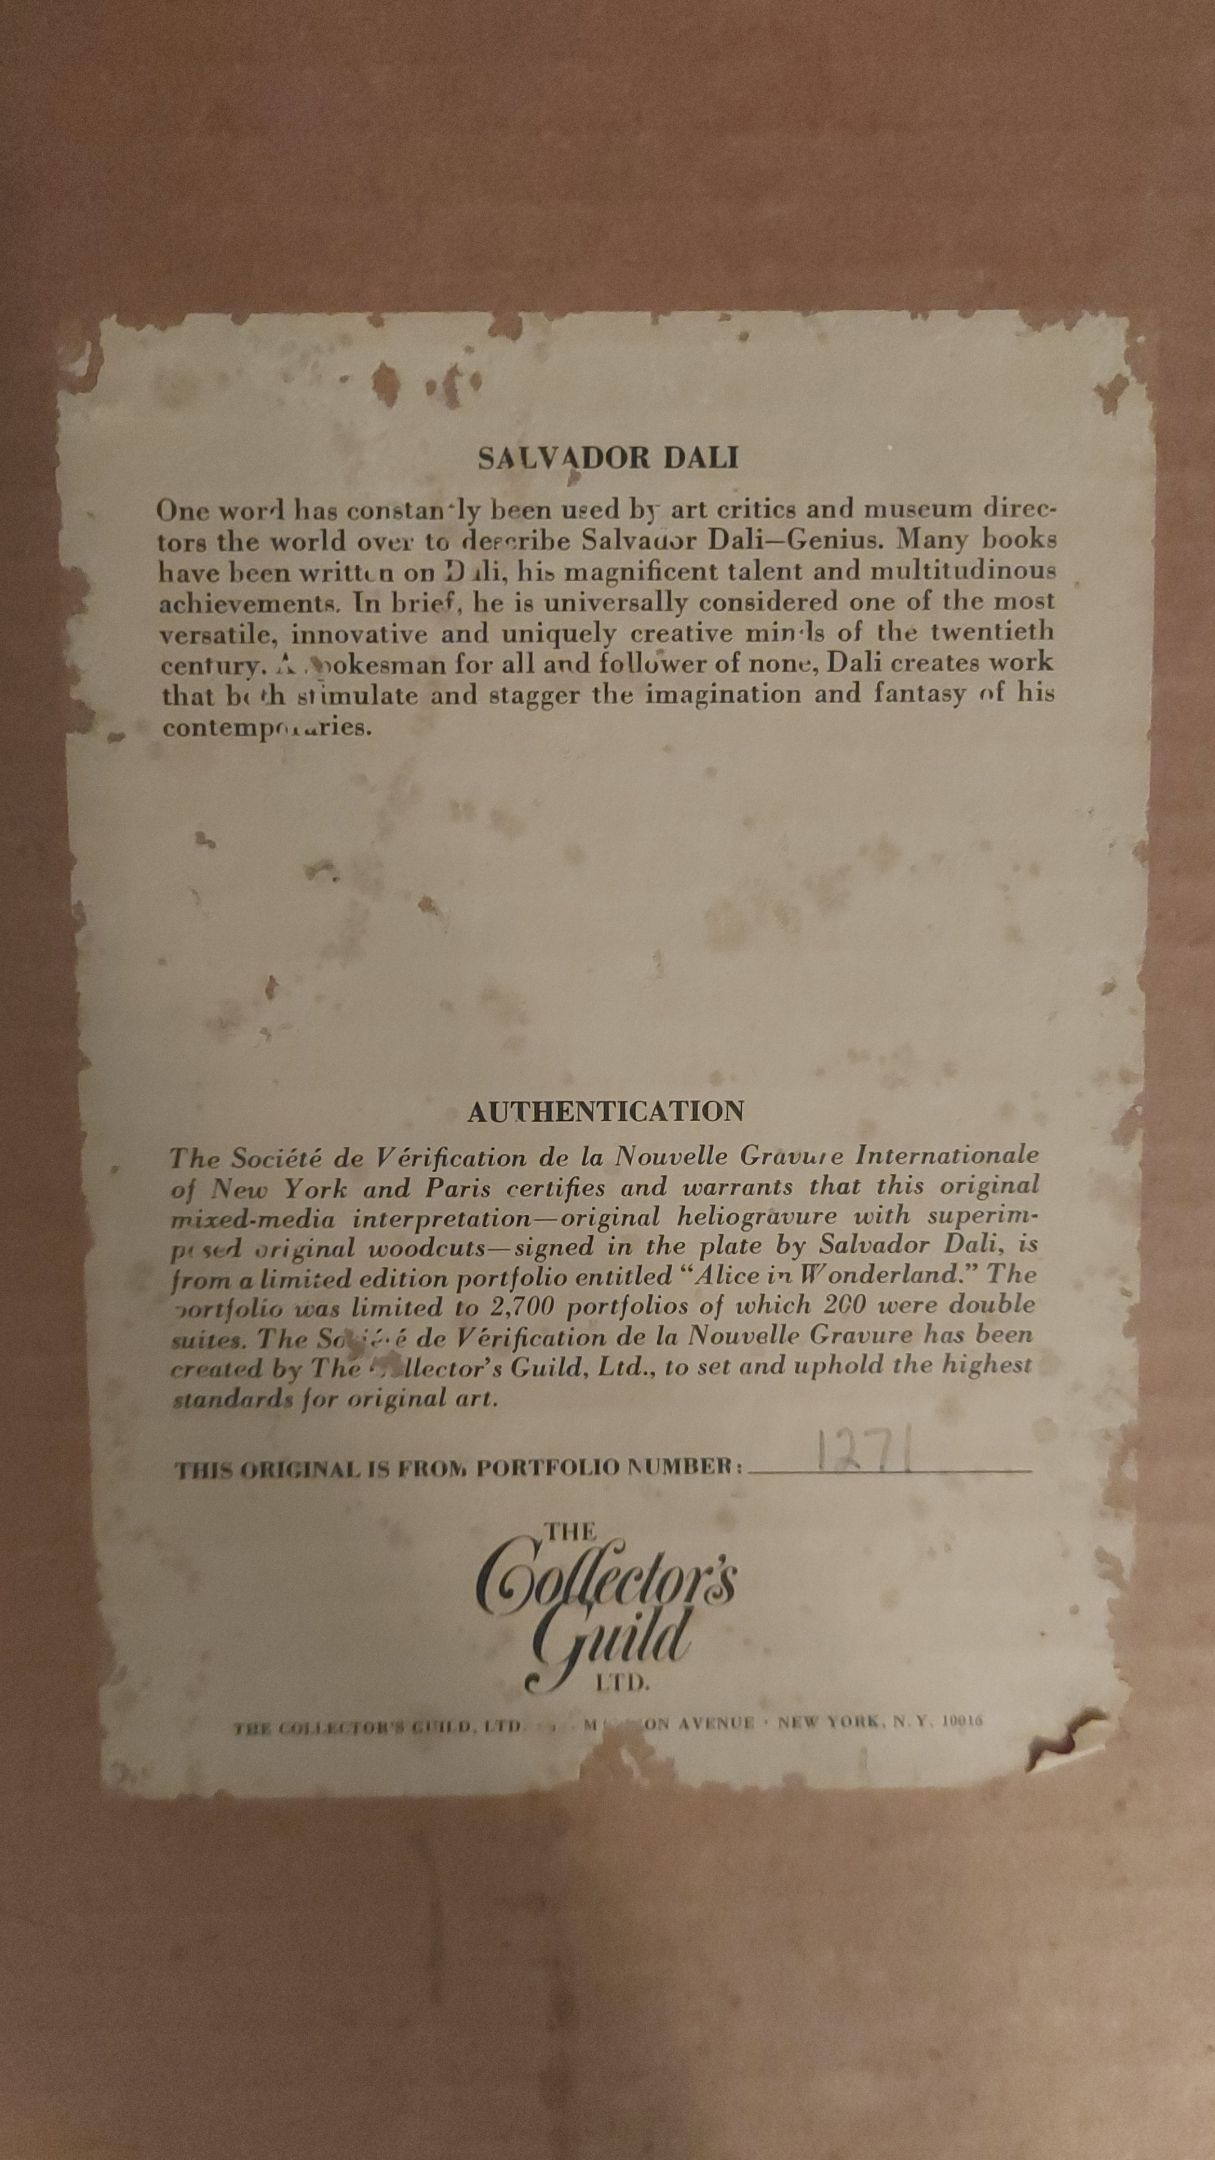 SALVADOR DALI
One word has constantly been used by art critics and museum direc-
tors the world over to describe Salvador Dali—Genius. Many books
have been written on Dali, his magnificent talent and multitudinous
achievements. In brief, he is universally considered one of the most
versatile, innovative and uniquely creative minds of the twentieth
century. A spokesman for all and follower of none, Dali creates work
that both stimulate and stagger the imagination and fantasy of his
contemporaries.
AUTHENTICATION
The Société de Vérification de la Nouvelle Gravure Internationale
of New York and Paris certifies and warrants that this original
mixed-media interpretation—original heliogravure with superim-
posed original woodcuts—signed in the plate by Salvador Dali, is
from a limited edition portfolio entitled “Alice in Wonderland.” The
portfolio was limited to 2,700 portfolios of which 200 were double
suites. The Société de Vérification de la Nouvelle Gravure has been
created by The Collector's Guild, Ltd., to set and uphold the highest
standards for original art.
THIS ORIGINAL IS FROM PORTFOLIO NUMBER: 1271
THE
Collector's
Guild
LTD.
THE COLLECTOR'S GUILD, LTD. AVENUE · NEW YORK, N.Y. 10016